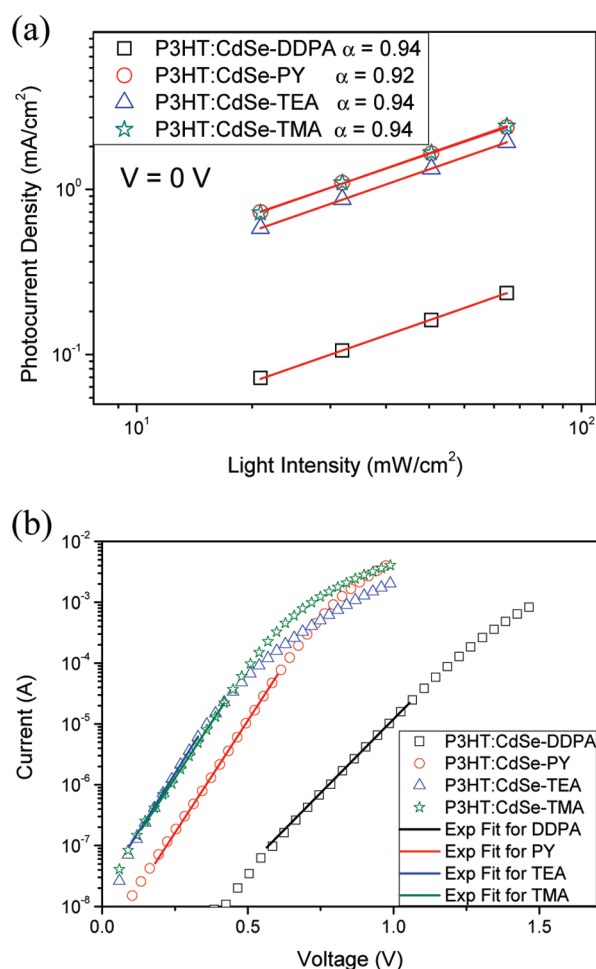 (a)
P3HT:CdSe-DDPA α = 0.94
P3HT:CdSe-PY α = 0.92
P3HT:CdSe-TEA α = 0.94
P3HT:CdSe-TMA α = 0.94
V = 0 V
Photocurrent Density (mA/cm²)
10⁰
10⁻¹
10¹
10²
Light Intensity (mW/cm²)
(b)
Current (A)
10⁻²
10⁻³
10⁻⁴
10⁻⁵
10⁻⁶
10⁻⁷
10⁻⁸
P3HT:CdSe-DDPA
P3HT:CdSe-PY
P3HT:CdSe-TEA
P3HT:CdSe-TMA
Exp Fit for DDPA
Exp Fit for PY
Exp Fit for TEA
Exp Fit for TMA
0.0 0.5 1.0 1.5
Voltage (V)